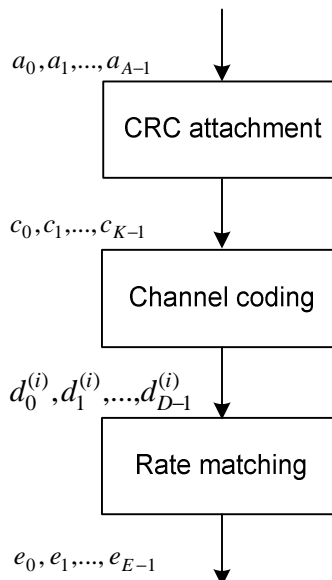 a_0, a_1, ..., a_{A-1}
CRC attachment
c_0, c_1, ..., c_{K-1}
Channel coding
d_0^{(i)}, d_1^{(i)}, ..., d_{D-1}^{(i)}
Rate matching
e_0, e_1, ..., e_{E-1}